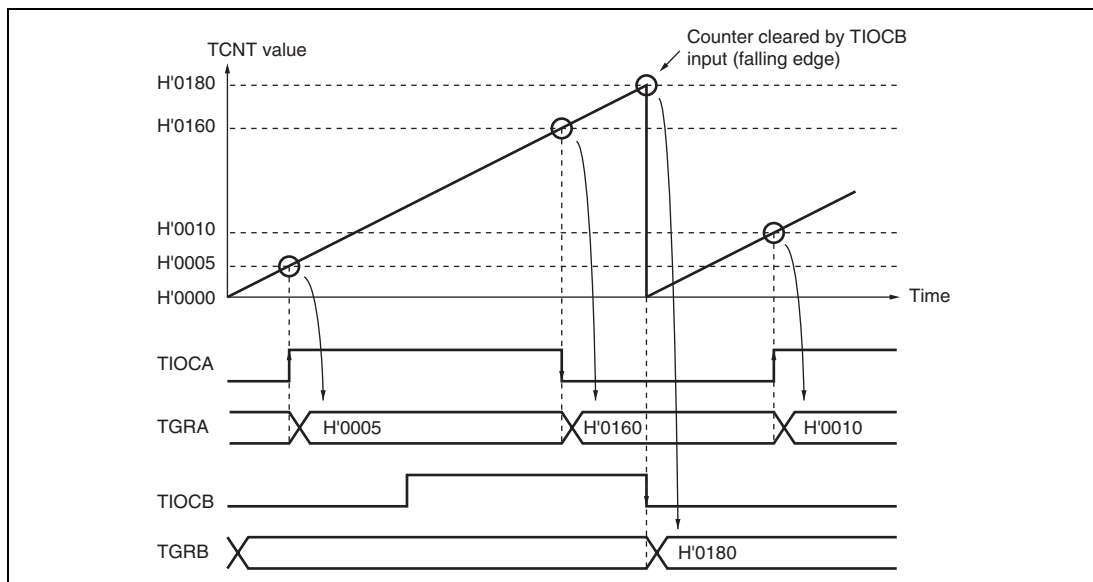 Counter cleared by TIOCB
input (falling edge)
TCNT value
H'0180
H'0160
H'0010
H'0005
H'0000
Time
TIOCA
TGRA
H'0005
H'0160
H'0010
TIOCB
TGRB
H'0180